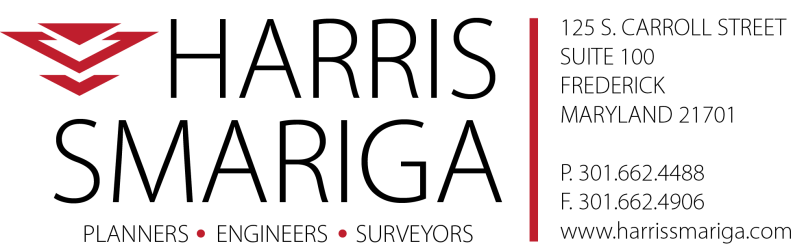 HARRIS
SMARIGA
PLANNERS • ENGINEERS • SURVEYORS
125 S. CARROLL STREET
SUITE 100
FREDERICK
MARYLAND 21701
P. 301.662.4488
F. 301.662.4906
www.harrissmariga.com